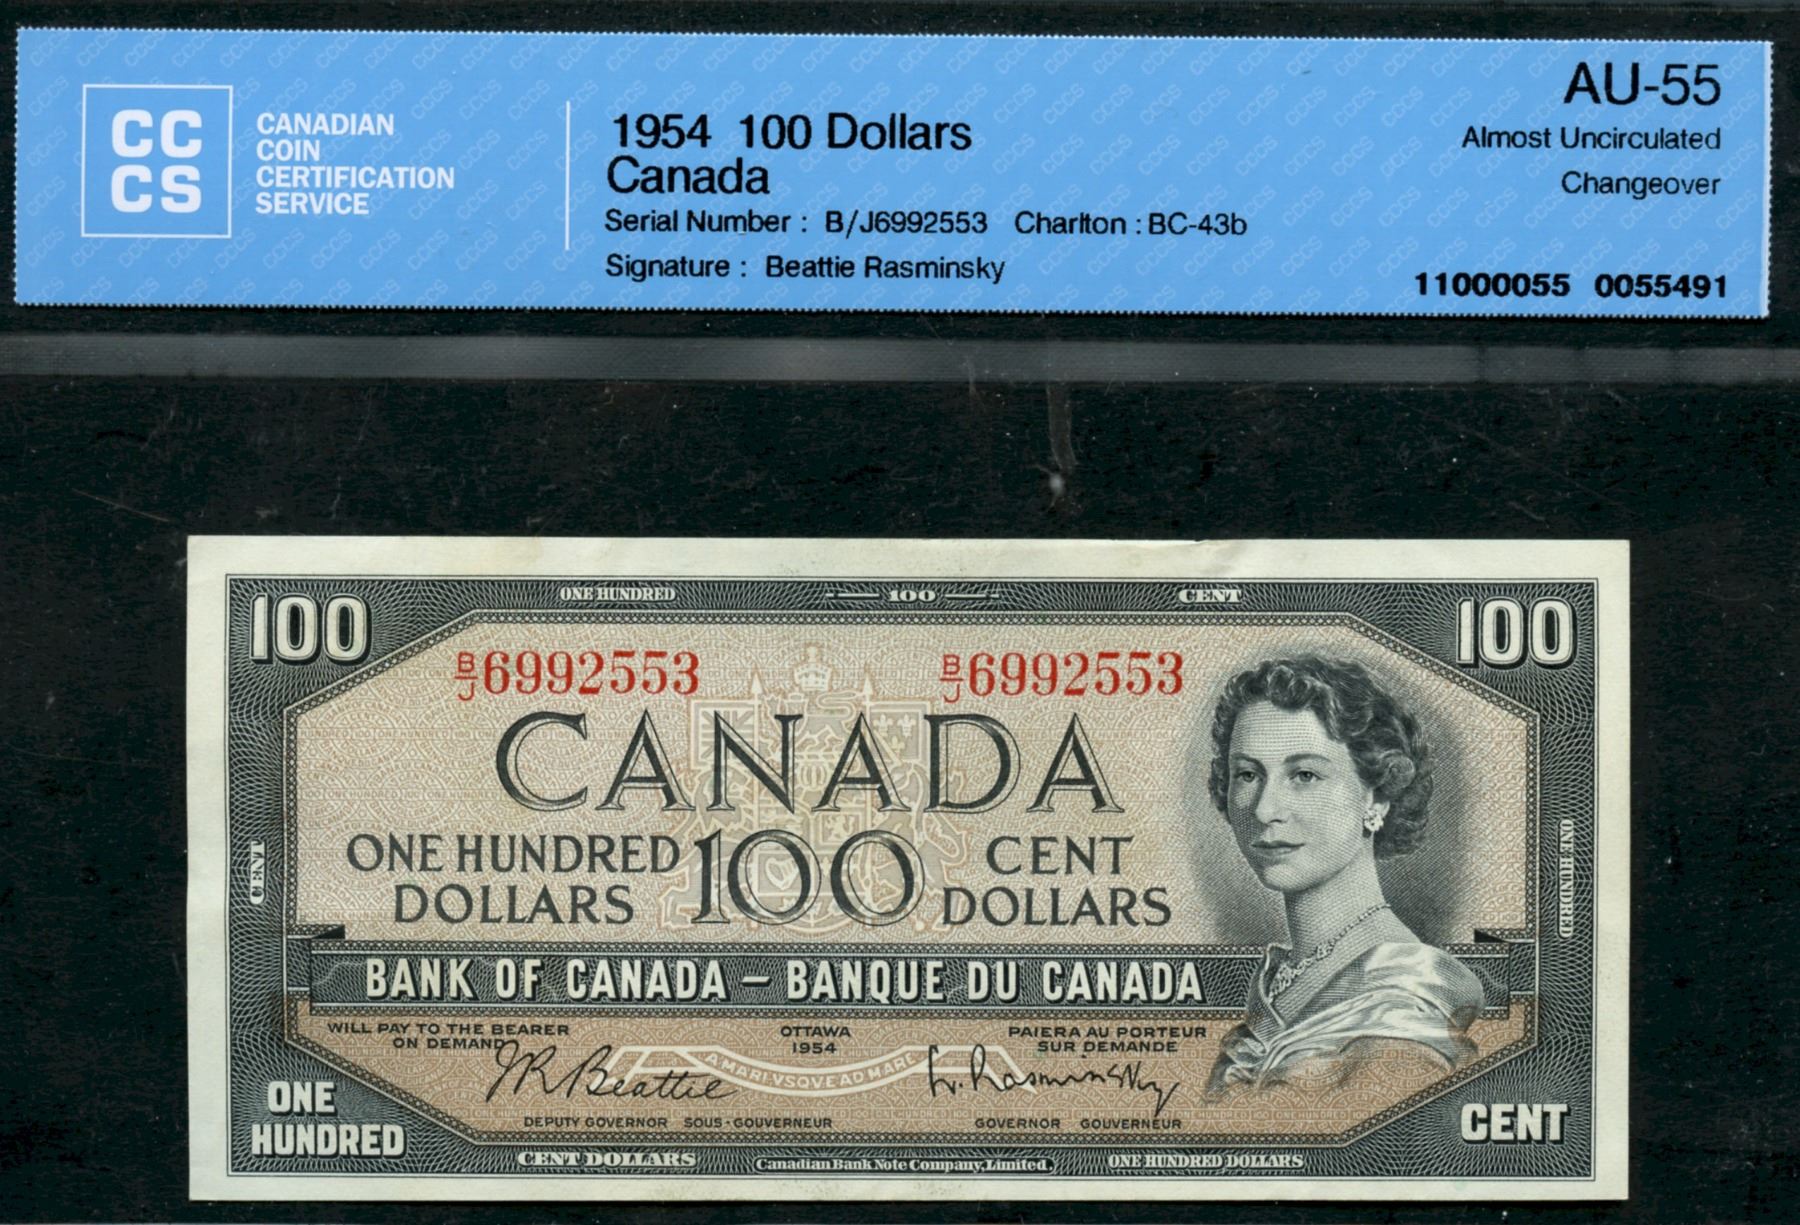 CC
CS
CANADIAN
COIN
CERTIFICATION
SERVICE
1954 100 Dollars
Canada
Serial Number : B/J6992553 Charlton : BC-43b
Signature : Beattie Rasminsky
AU-55
Almost Uncirculated
Changeover
11000055 0055491
ONE HUNDRED 100 CENT
100 100
B/J6992553 B/J6992553
CANADA
ONE HUNDRED DOLLARS
100
CENT DOLLARS
CENT
ONE HUNDRED
BANK OF CANADA – BANQUE DU CANADA
WILL PAY TO THE BEARER
ON DEMAND
OTTAWA
1954
PAIERA AU PORTEUR
SUR DEMANDE
A MARI VSQVE AD MARE
JR Beattie
L. Rasminsky
DEPUTY GOVERNOR SOUS-GOUVERNEUR
GOVERNOR GOUVERNEUR
ONE
HUNDRED
CENT
CENT DOLLARS
Canadian Bank Note Company, Limited.
ONE HUNDRED DOLLARS